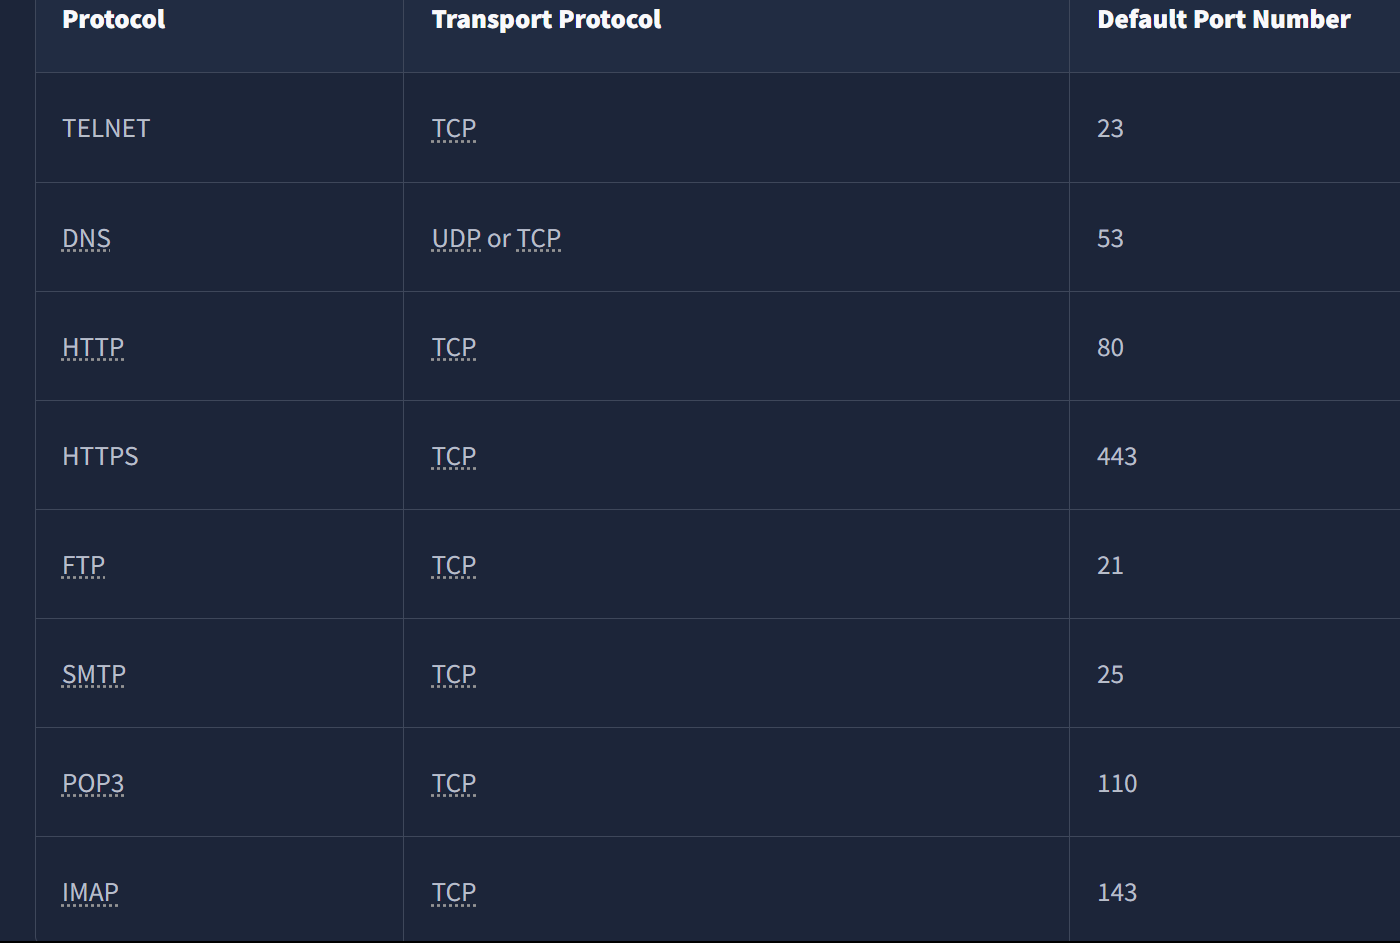 Protocol Transport Protocol Default Port Number
TELNET TCP 23
DNS UDP or TCP 53
HTTP TCP 80
HTTPS TCP 443
FTP TCP 21
SMTP TCP 25
POP3 TCP 110
IMAP TCP 143